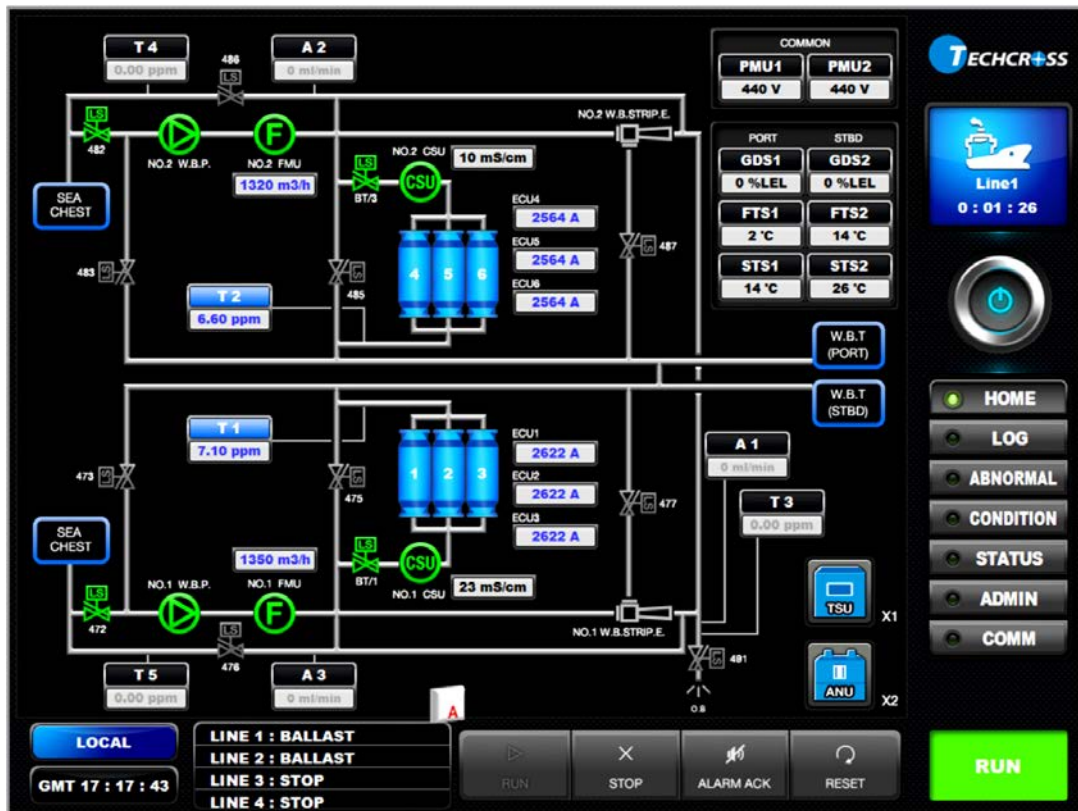 T 4
0.00 ppm
486
LS
A 2
0 ml/min
COMMON
PMU1
440 V
PMU2
440 V
TECHCROSS
LS
482
NO.2 W.B.P.
F
NO.2 FMU
1320 m3/h
NO.2 W.B.STRIP.E.
NO.2 CSU
10 mS/cm
LS
BT/3
CSU
SEA
CHEST
PORT
STBD
GDS1
0 %LEL
GDS2
0 %LEL
FTS1
2 °C
FTS2
14 °C
STS1
14 °C
STS2
26 °C
Line1
0 : 01 : 26
ECU4
2564 A
ECU5
2564 A
ECU6
2564 A
4
5
6
483
LS
485
LS
LS
487
T 2
6.60 ppm
W.B.T
(PORT)
W.B.T
(STBD)
T 1
7.10 ppm
ECU1
2622 A
ECU2
2622 A
ECU3
2622 A
1
2
3
473
LS
475
LS
LS
477
A 1
0 ml/min
T 3
0.00 ppm
SEA
CHEST
1350 m3/h
NO.1 W.B.P.
NO.1 FMU
F
LS
BT/1
CSU
NO.1 CSU
23 mS/cm
LS
472
NO.1 W.B.STRIP.E.
LS
476
T 5
0.00 ppm
A 3
0 ml/min
LS
491
O.B
TSU
X1
ANU
X2
A
HOME
LOG
ABNORMAL
CONDITION
STATUS
ADMIN
COMM
LOCAL
GMT 17 : 17 : 43
LINE 1 : BALLAST
LINE 2 : BALLAST
LINE 3 : STOP
LINE 4 : STOP
RUN
STOP
ALARM ACK
RESET
RUN